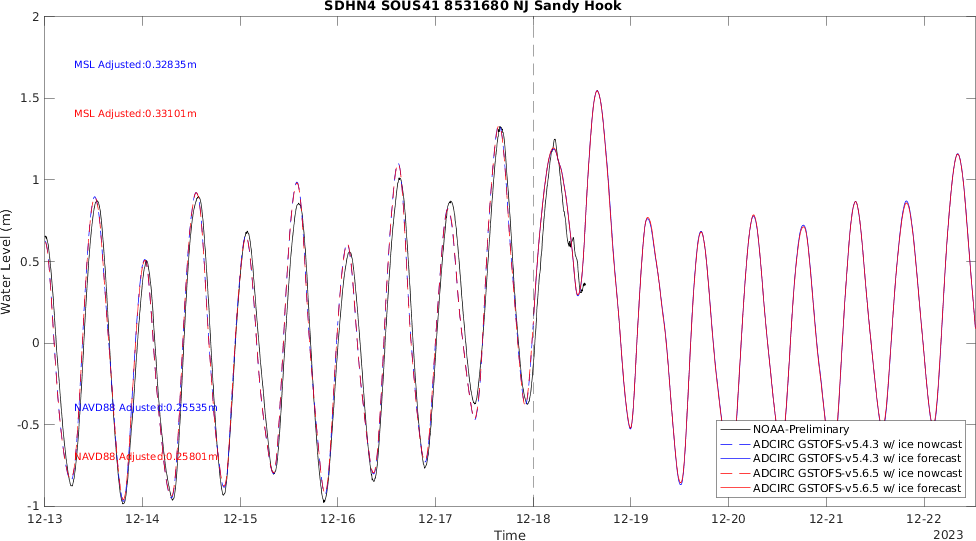 SDHN4 SOUS41 8531680 NJ Sandy Hook
2
MSL Adjusted:0.32835m
1.5
MSL Adjusted:0.33101m
1
0.5
Water Level (m)
0
NAVD88 Adjusted:0.25535m
-0.5
NAVD88 Adjusted:0.25801m
-1
NOAA-Preliminary
ADCIRC GSTOFS-v5.4.3 w/ ice nowcast
ADCIRC GSTOFS-v5.4.3 w/ ice forecast
ADCIRC GSTOFS-v5.6.5 w/ ice nowcast
ADCIRC GSTOFS-v5.6.5 w/ ice forecast
12-13 12-14 12-15 12-16 12-17 12-18 12-19 12-20 12-21 12-22
Time
2023